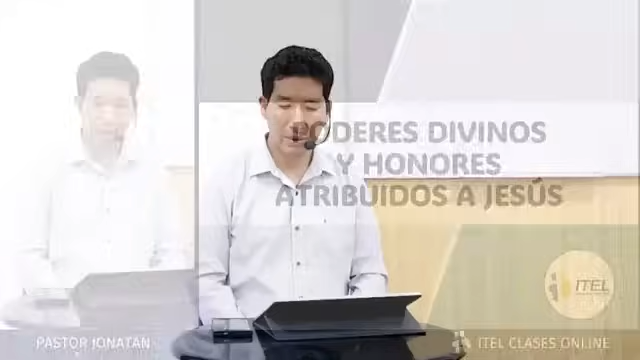 PODERES DIVINOS
Y HONORES
ATRIBUIDOS A JESÚS
ITEL
PASTOR JONATAN
ITEL CLASES ONLINE